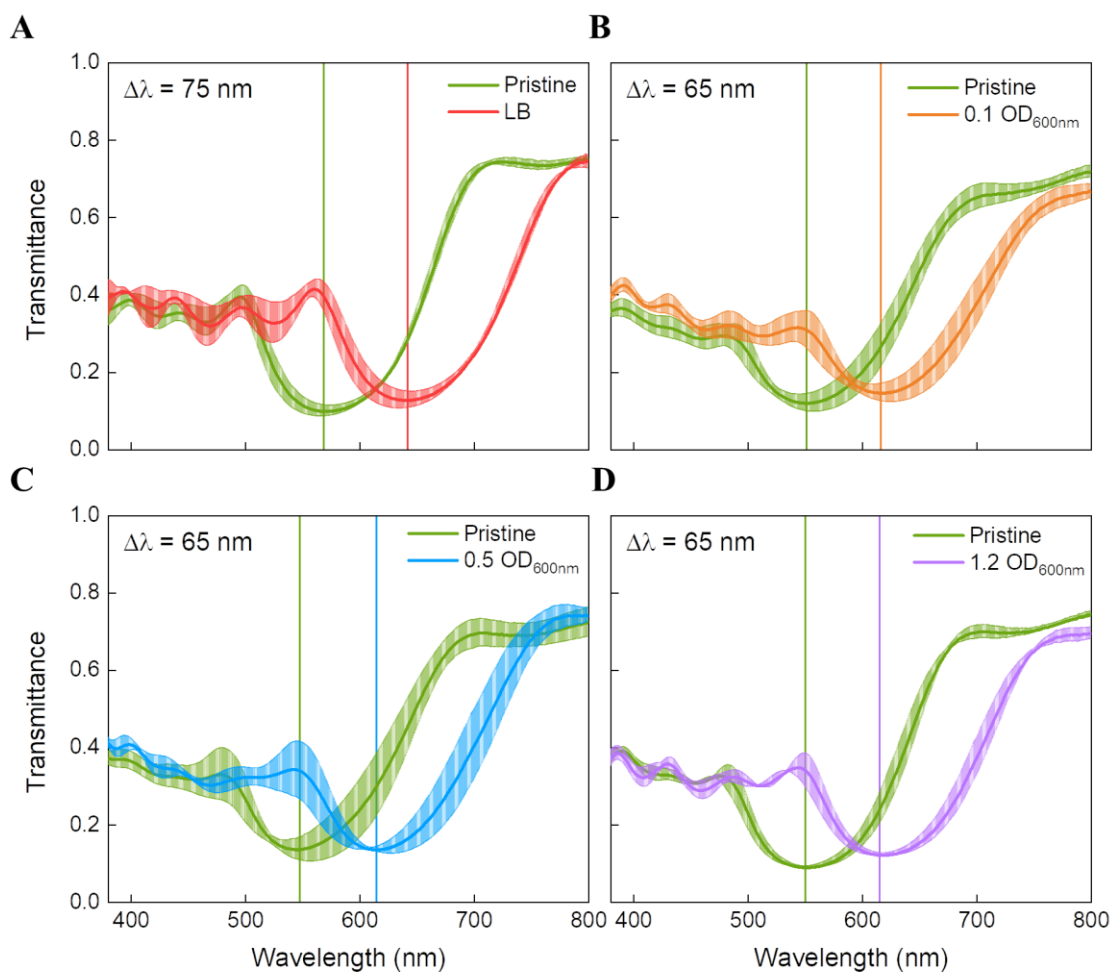 A
B
1.0
0.8
0.6
0.4
0.2
0.0
Transmittance
Δλ = 75 nm
Pristine
LB
Δλ = 65 nm
Pristine
0.1 OD600nm
C
D
1.0
0.8
0.6
0.4
0.2
0.0
Transmittance
Δλ = 65 nm
Pristine
0.5 OD600nm
Δλ = 65 nm
Pristine
1.2 OD600nm
400 500 600 700 800
400 500 600 700 800
Wavelength (nm)
Wavelength (nm)